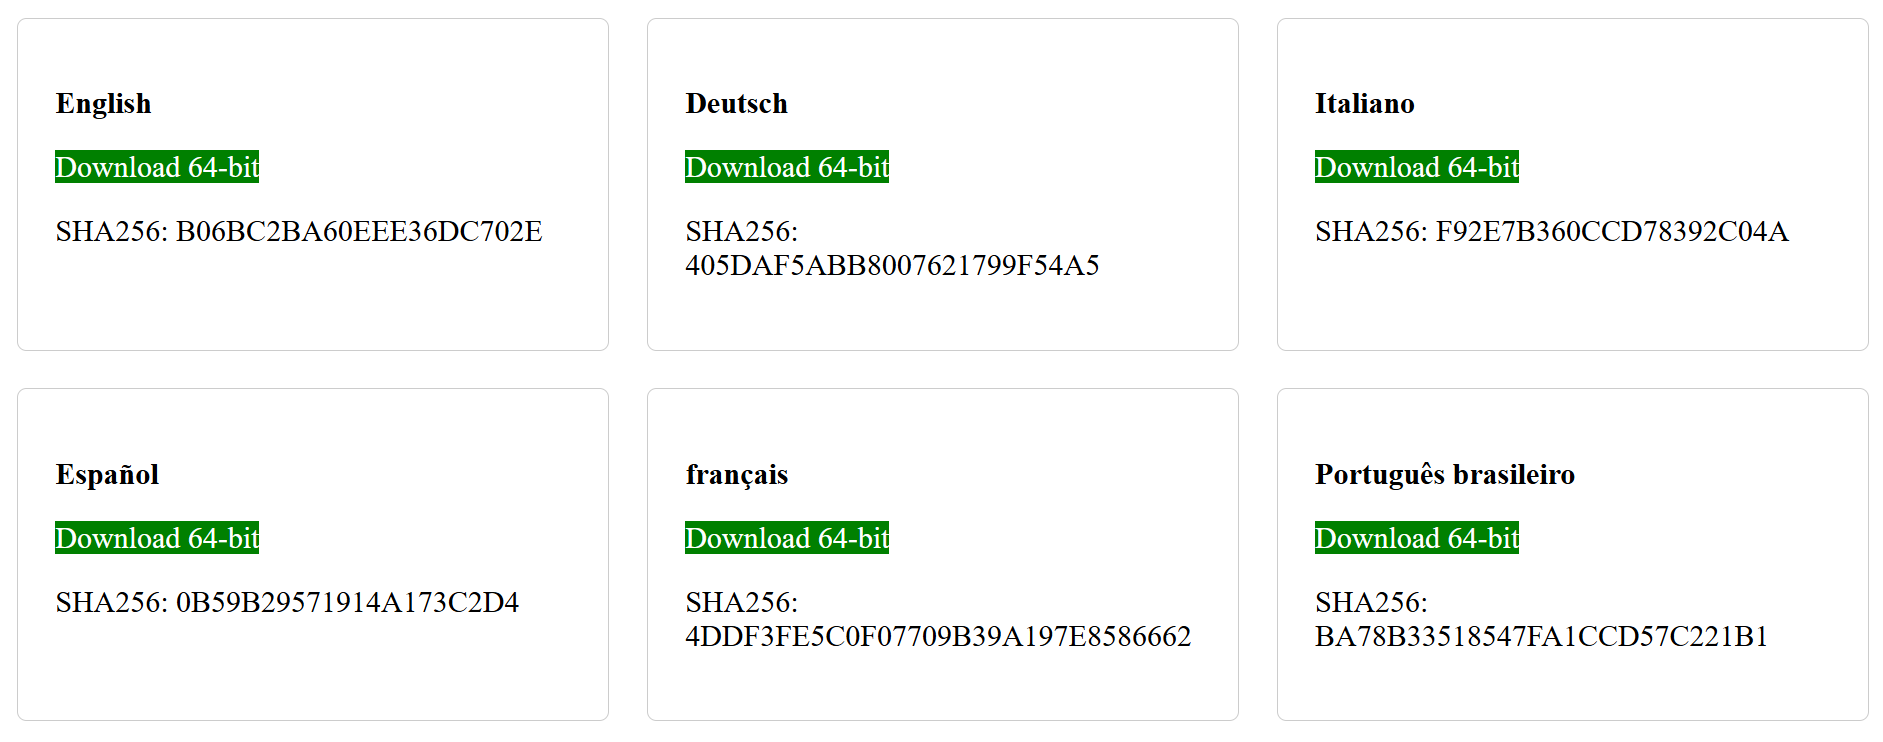 English
Download 64-bit
SHA256: B06BC2BA60EEE36DC702E
Deutsch
Download 64-bit
SHA256:
405DAF5ABB8007621799F54A5
Italiano
Download 64-bit
SHA256: F92E7B360CCD78392C04A
Español
Download 64-bit
SHA256: 0B59B29571914A173C2D4
français
Download 64-bit
SHA256:
4DDF3FE5C0F07709B39A197E8586662
Português brasileiro
Download 64-bit
SHA256:
BA78B33518547FA1CCD57C221B1